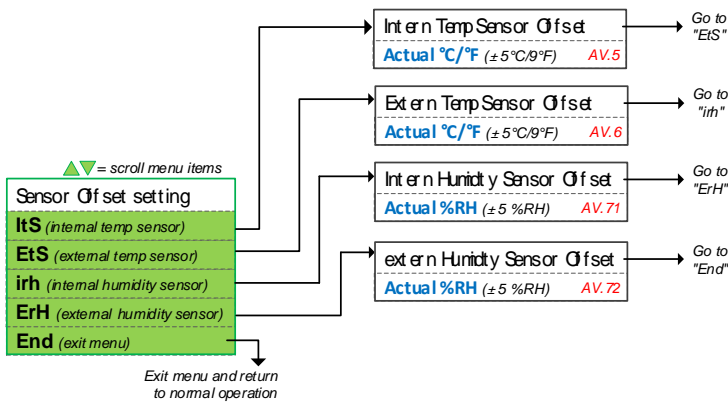 Intern Temp Sensor Offset
Actual °C/°F (±5°C/9°F) AV.5
Go to
"EtS"
Extern Temp Sensor Offset
Actual °C/°F (±5°C/9°F) AV.6
Go to
"irh"
Intern Humidty Sensor Offset
Actual %RH (±5 %RH) AV.71
Go to
"ErH"
extern Humidty Sensor Offset
Actual %RH (±5 %RH) AV.72
Go to
"End"
= scroll menu items
Sensor Offset setting
ItS (internal temp sensor)
EtS (external temp sensor)
irh (internal humidity sensor)
ErH (external humidity sensor)
End (exit menu)
Exit menu and return
to normal operation